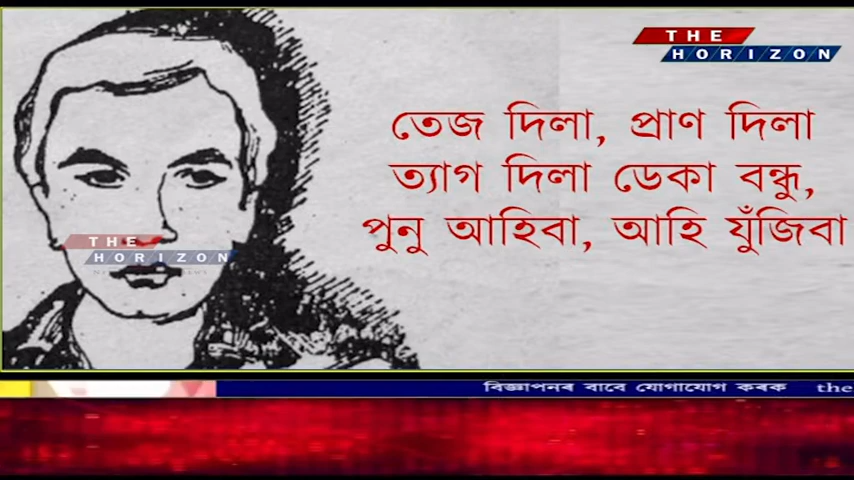 THE
HORIZON
তেজ দিলা, প্ৰাণ দিলা
ত্যাগ দিলা ডেকা বন্ধু,
পুনু আহিবা, আহি যুঁজিবা
THE
HORIZON
বিজ্ঞাপনৰ বাবে যোগাযোগ কৰক the